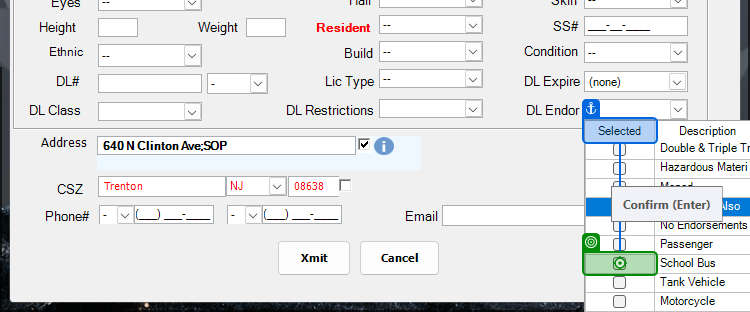 Eyes -- Hair -- Skin --
Height Weight Resident SS# ___-__-____
Ethnic -- Build -- Condition --
DL# - Lic Type -- DL Expire (none)
DL Class DL Restrictions DL Endor
Selected Description
Address 640 N Clinton Ave;SOP
Double & Triple Tr
Hazardous Materi
Moped
CSZ Trenton NJ 08638
Confirm (Enter) Also
Phone# - (___) ___-____ - (___) ___-____ Email
No Endorsements
Passenger
Xmit Cancel
School Bus
Tank Vehicle
Motorcycle